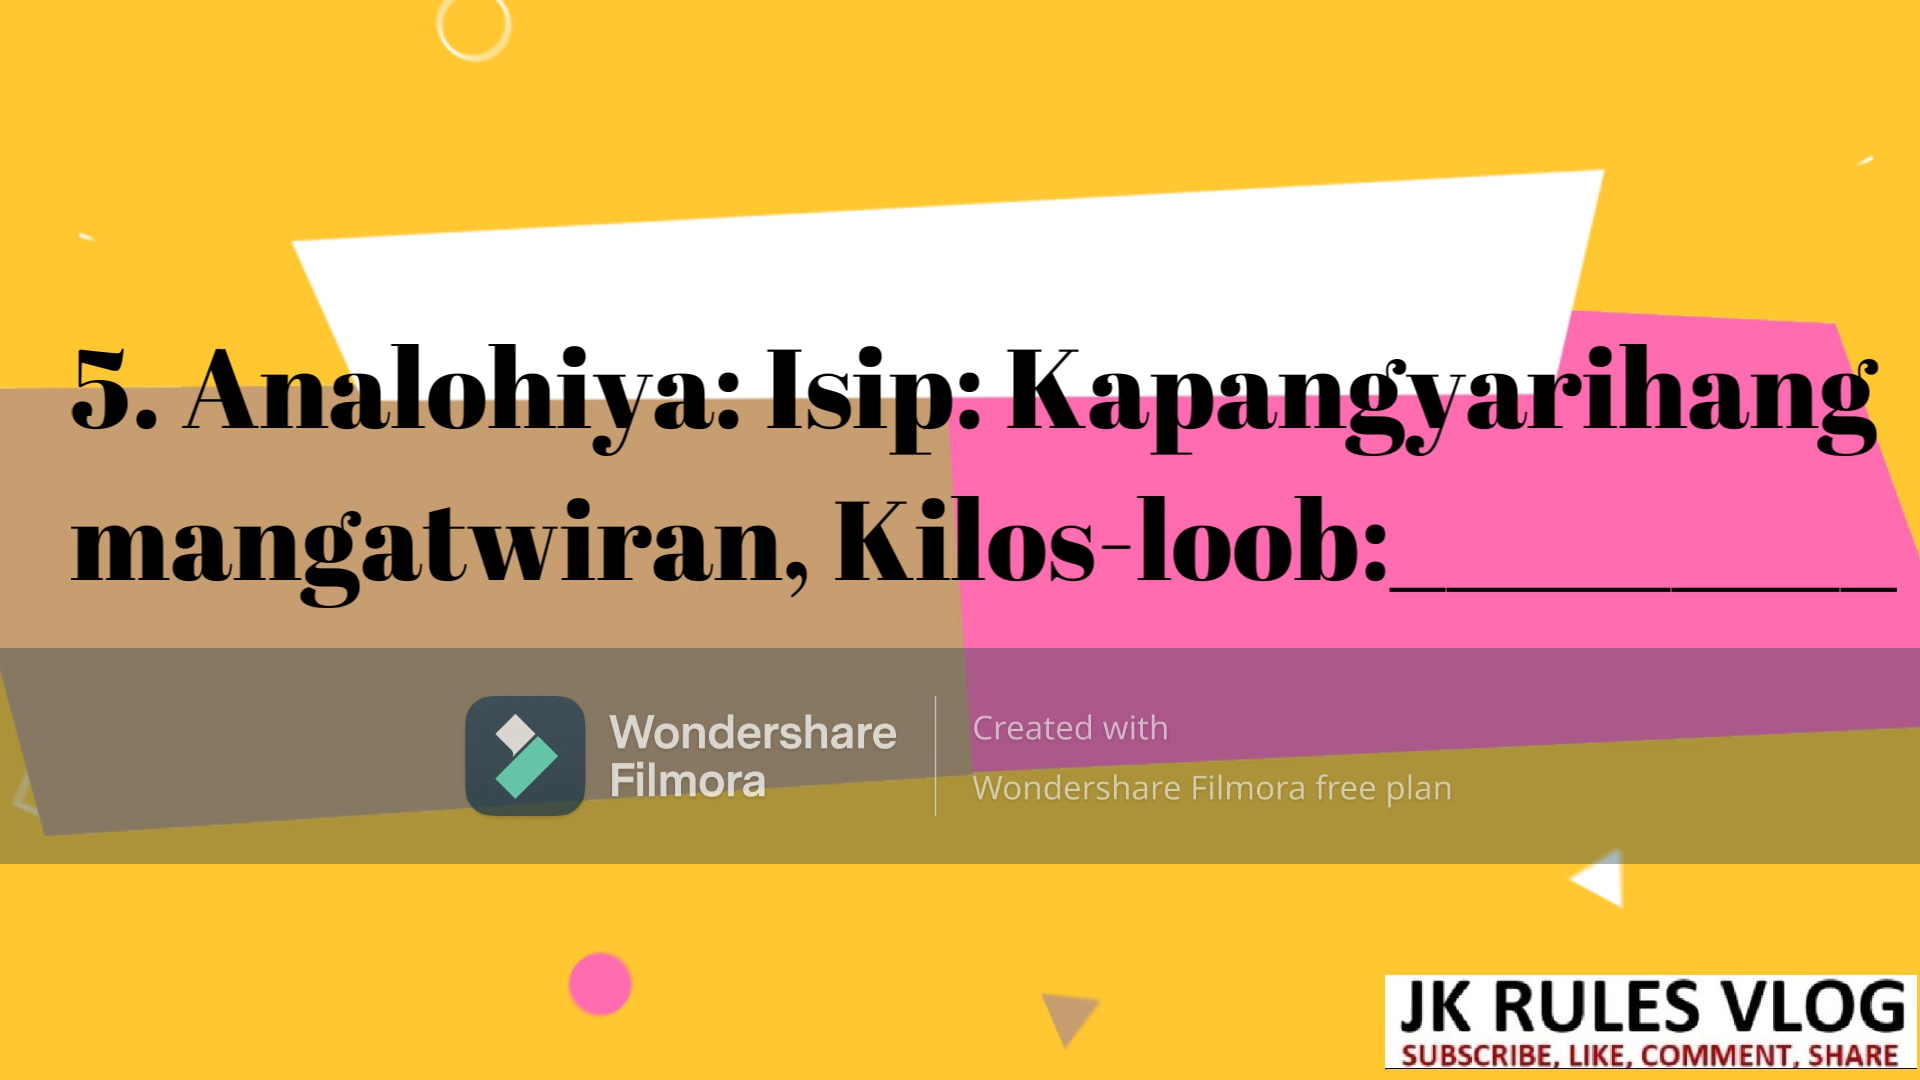 5. Analohiya: Isip: Kapangyarihang
mangatwiran, Kilos-loob:_________
Wondershare
Filmora
Created with
Wondershare Filmora free plan
JK RULES VLOG
SUBSCRIBE, LIKE, COMMENT, SHARE